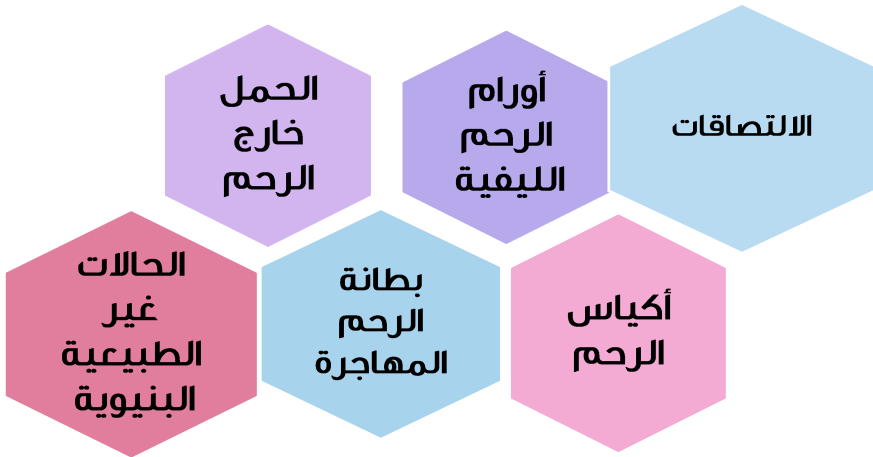 الالتصاقات
أورام
الرحم
الليفية
الحمل
خارج
الرحم
أكياس
الرحم
بطانة
الرحم
المهاجرة
الحالات
غير
الطبيعية
البنيوية